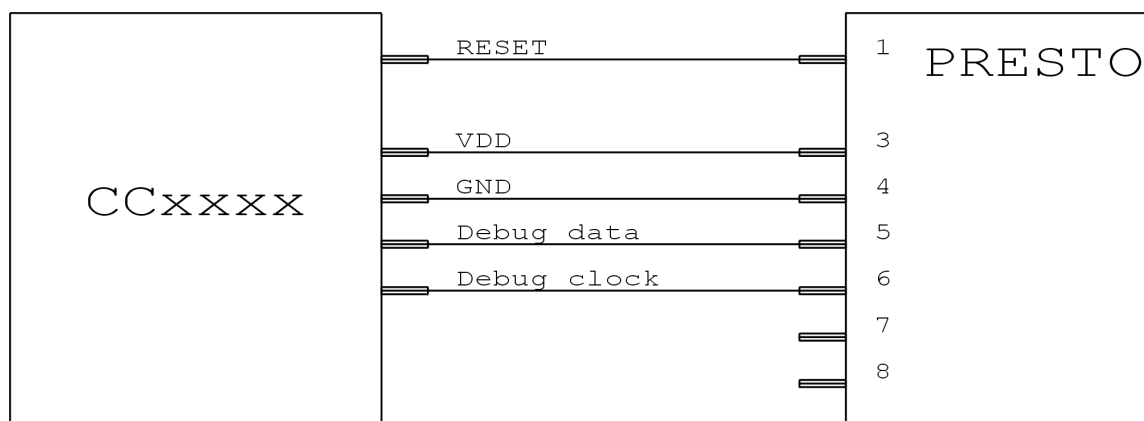 RESET 1 PRESTO
VDD 3
CCxxxx GND 4
Debug data 5
Debug clock 6
7
8